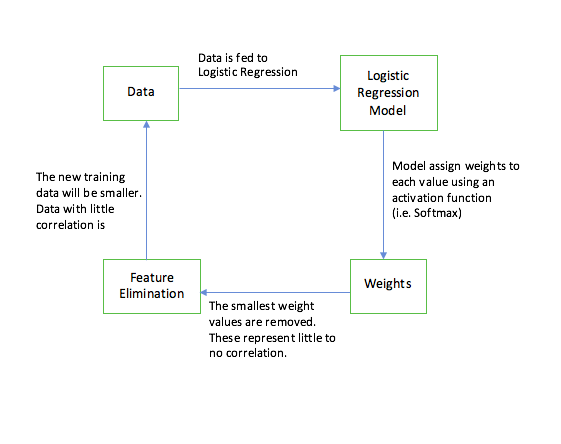 Data is fed to
Logistic Regression
Data
Logistic
Regression
Model
Model assign weights to
each value using an
activation function
(i.e. Softmax)
The new training
data will be smaller.
Data with little
correlation is
Feature
Elimination
Weights
The smallest weight
values are removed.
These represent little to
no correlation.